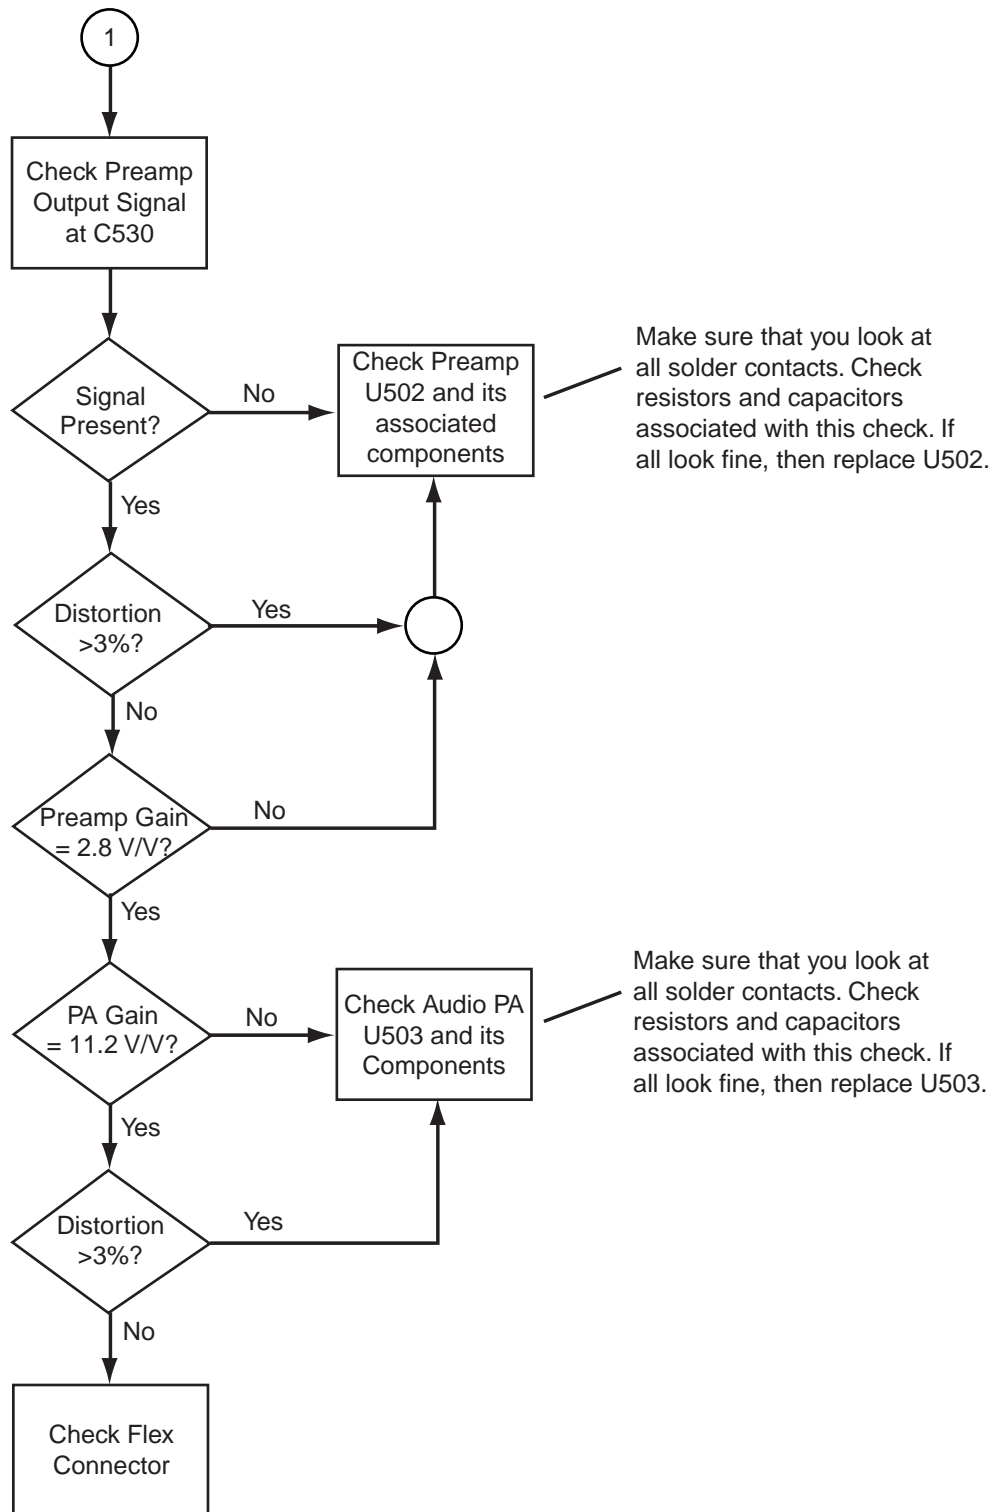 1
Check Preamp
Output Signal
at C530
Signal
Present?
No
Check Preamp
U502 and its
associated
components
Make sure that you look at
all solder contacts. Check
resistors and capacitors
associated with this check. If
all look fine, then replace U502.
Yes
Distortion
>3%?
Yes
No
Preamp Gain
= 2.8 V/V?
No
Yes
PA Gain
= 11.2 V/V?
No
Check Audio PA
U503 and its
Components
Make sure that you look at
all solder contacts. Check
resistors and capacitors
associated with this check. If
all look fine, then replace U503.
Yes
Distortion
>3%?
Yes
No
Check Flex
Connector